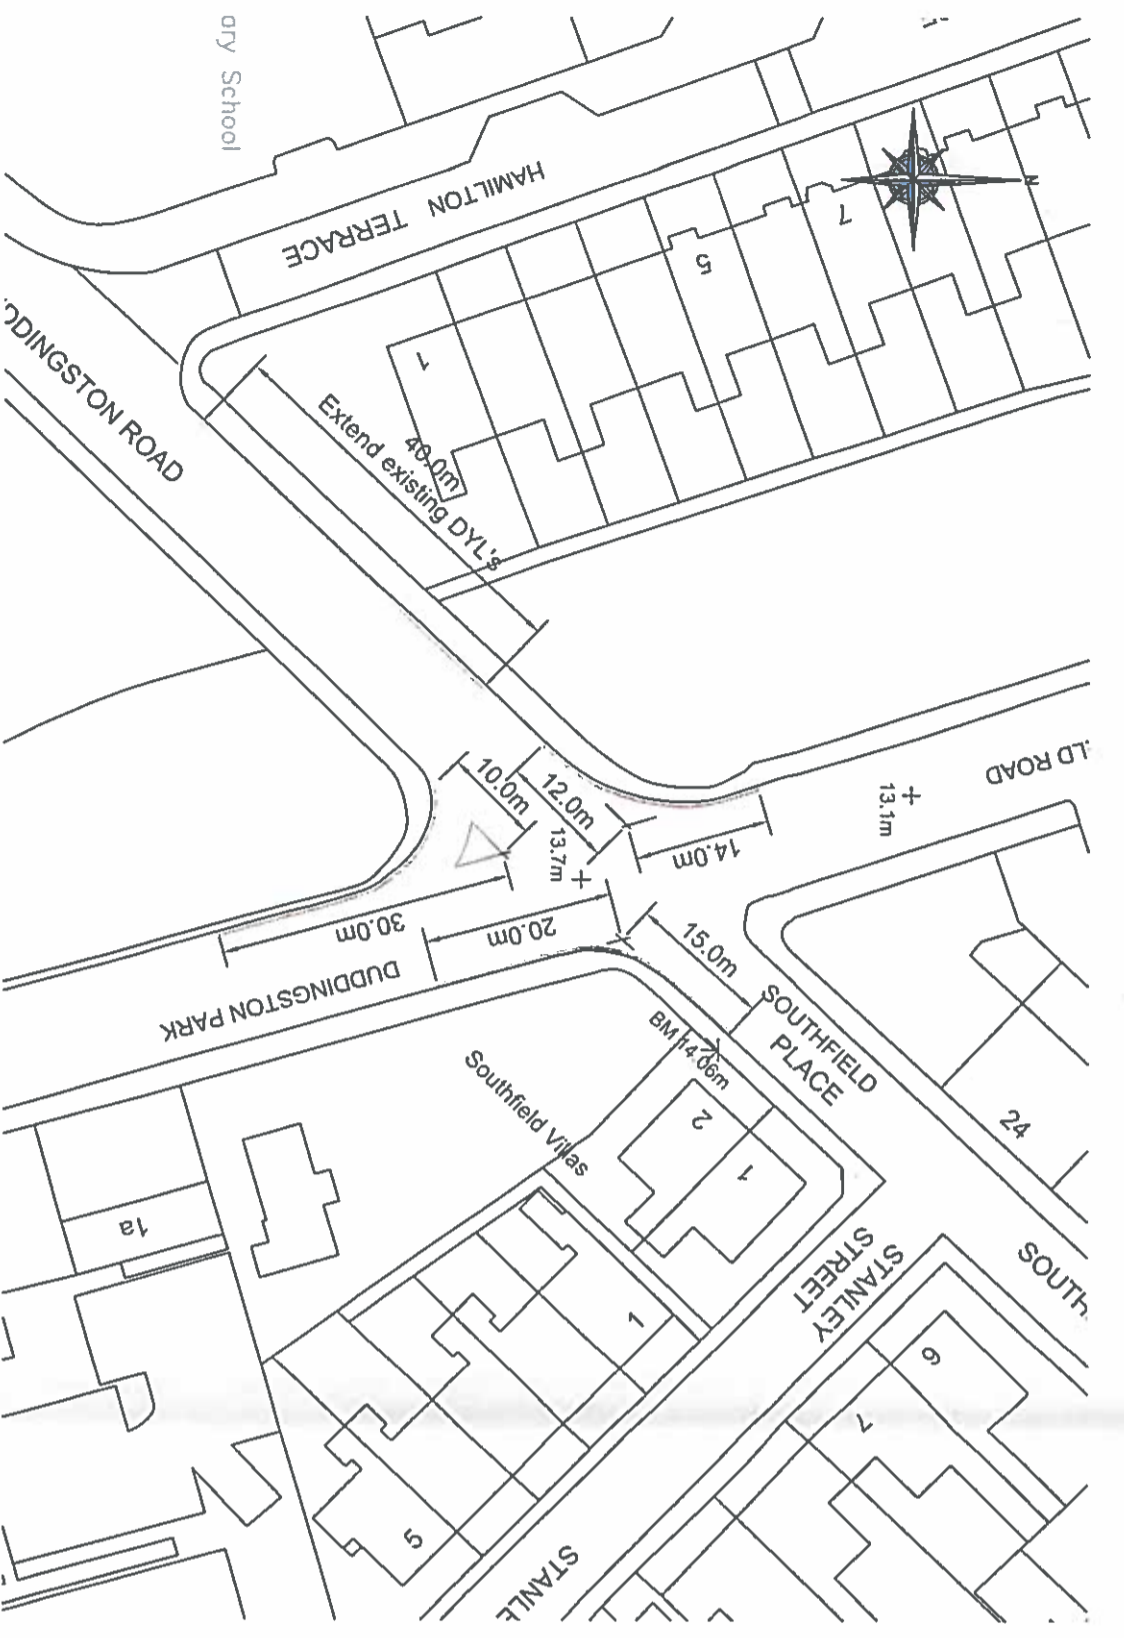 ary School
HAMILTON TERRACE
N
7
5
1
DDINGSTON ROAD
Extend existing DYL's
40.0m
LD ROAD
13.1m
10.0m
12.0m
14.0m
13.7m
30.0m
20.0m
15.0m
DUDDINGSTON PARK
SOUTHFIELD
PLACE
BM 14.06m
Southfield Villas
2
1
24
1a
STANLEY
STREET
SOUTH
1
9
7
5
STANLE